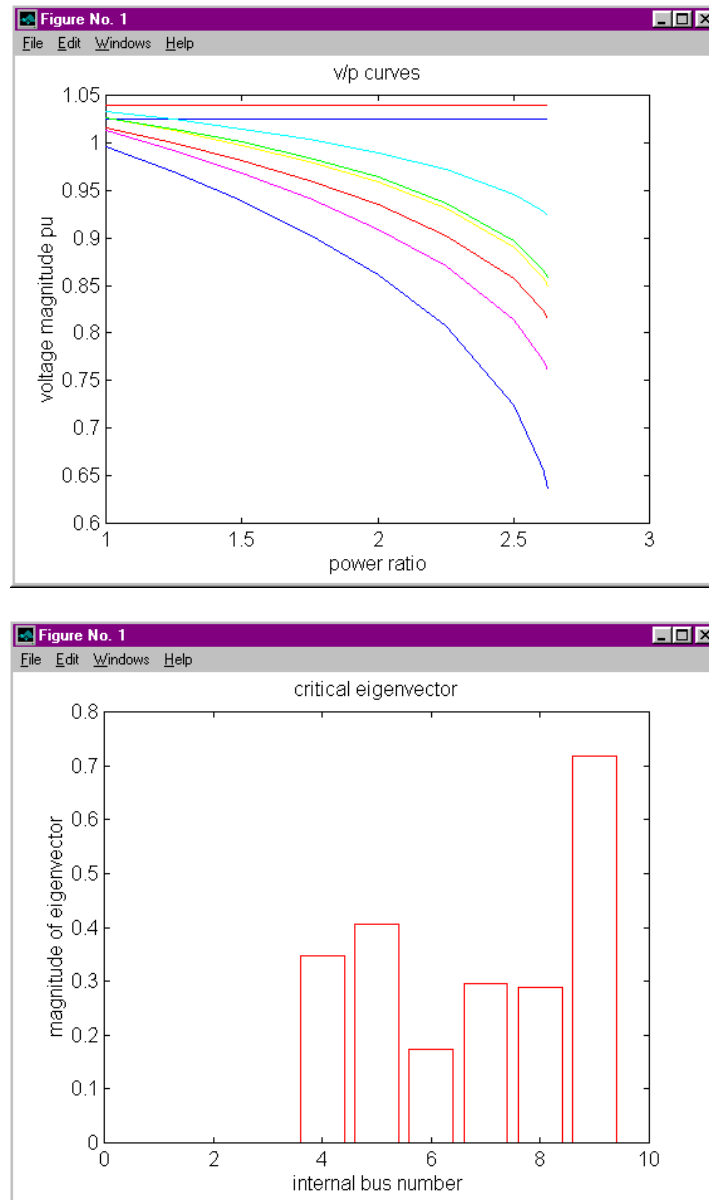 Figure No. 1
File Edit Windows Help
v/p curves
voltage magnitude pu
1.05
1
0.95
0.9
0.85
0.8
0.75
0.7
0.65
0.6
1 1.5 2 2.5 3
power ratio
Figure No. 1
File Edit Windows Help
critical eigenvector
magnitude of eigenvector
0.8
0.7
0.6
0.5
0.4
0.3
0.2
0.1
0
0 2 4 6 8 10
internal bus number